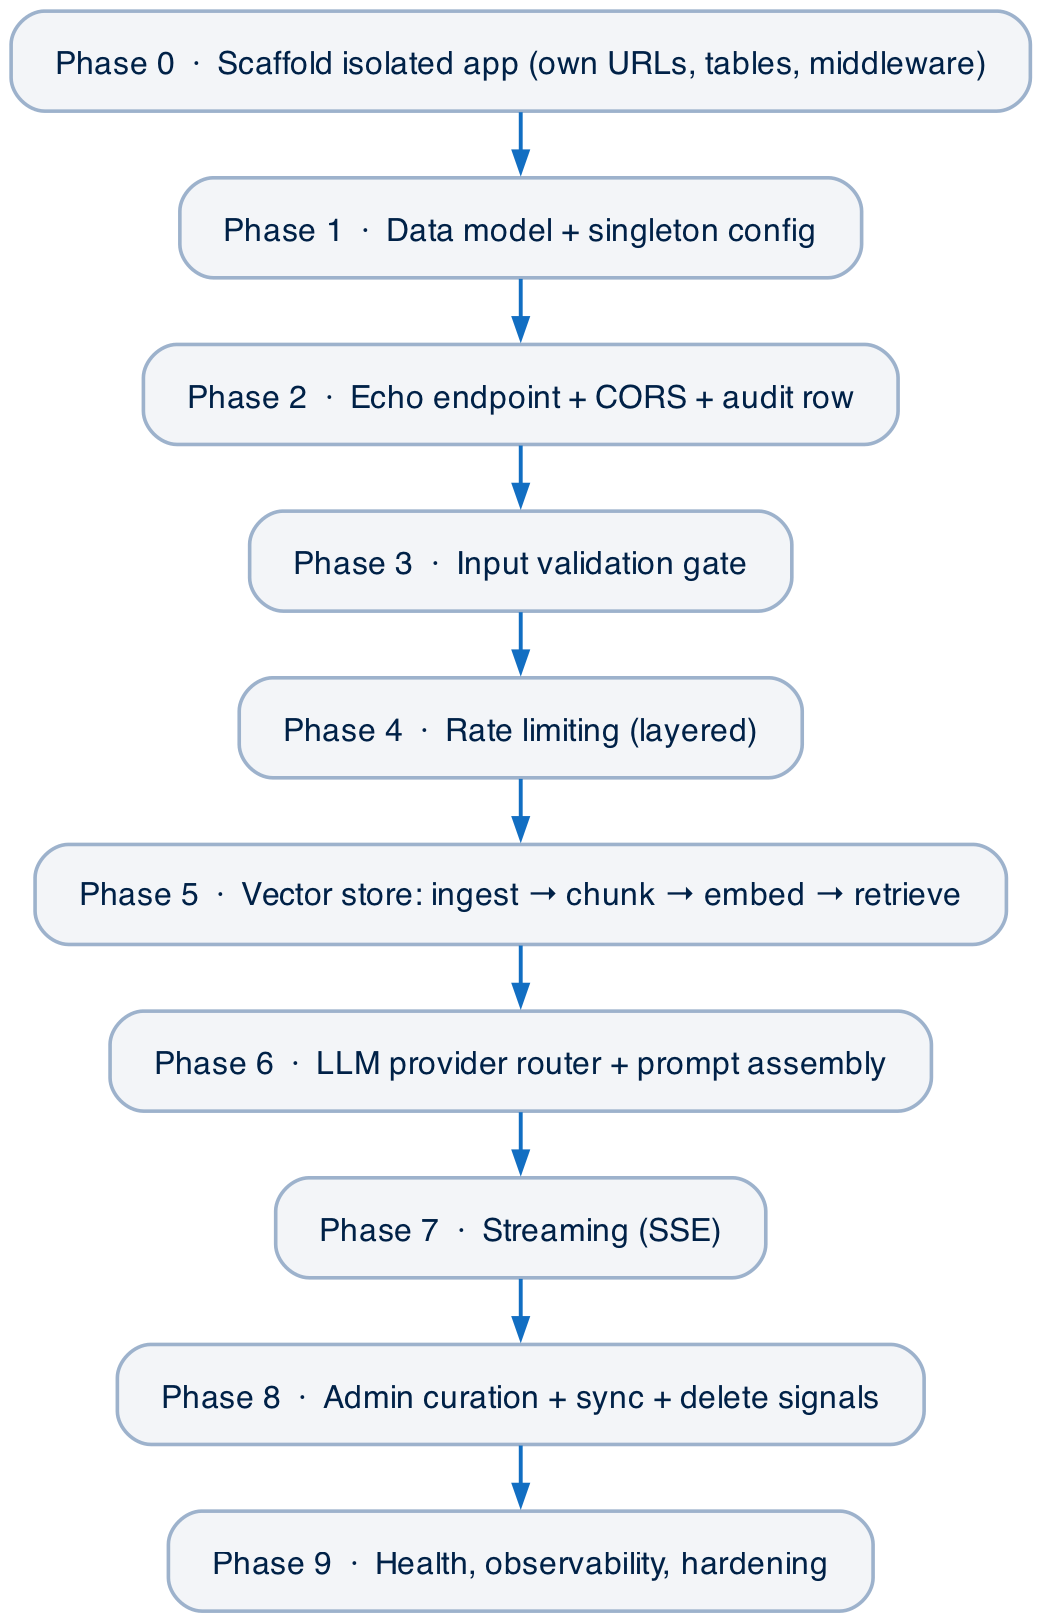 Phase 0 · Scaffold isolated app (own URLs, tables, middleware)
Phase 1 · Data model + singleton config
Phase 2 · Echo endpoint + CORS + audit row
Phase 3 · Input validation gate
Phase 4 · Rate limiting (layered)
Phase 5 · Vector store: ingest → chunk → embed → retrieve
Phase 6 · LLM provider router + prompt assembly
Phase 7 · Streaming (SSE)
Phase 8 · Admin curation + sync + delete signals
Phase 9 · Health, observability, hardening